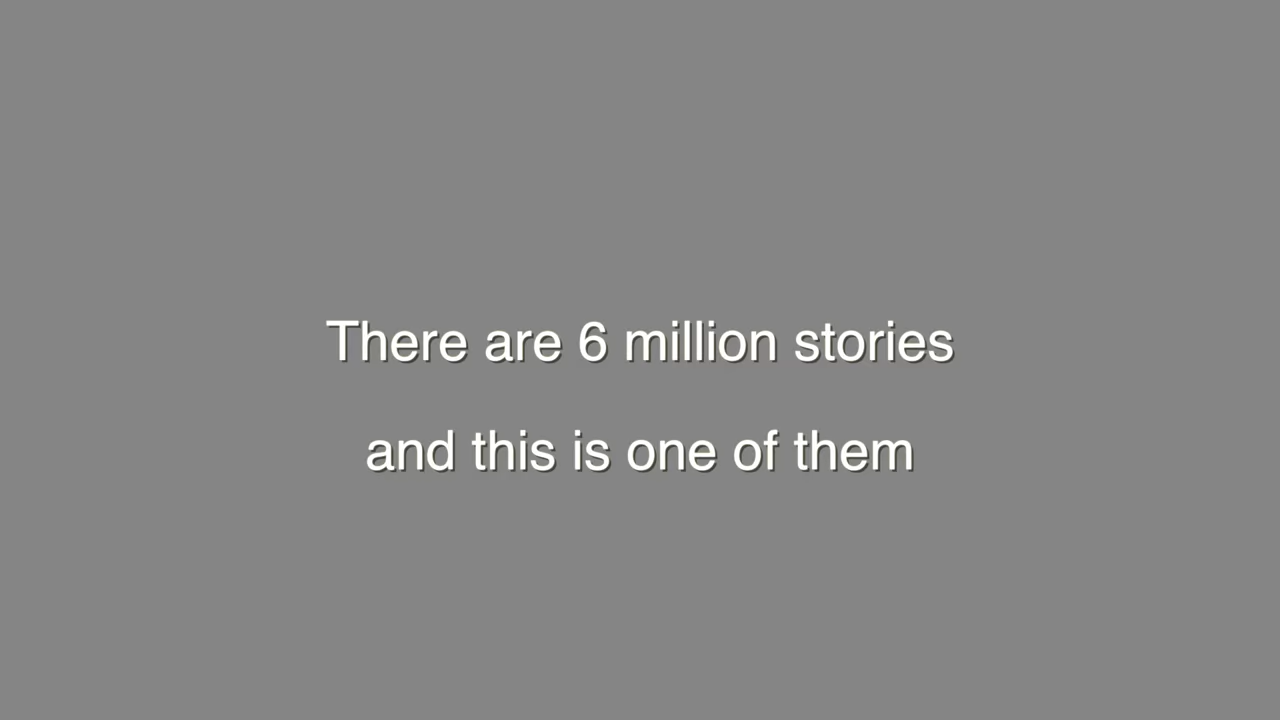 There are 6 million stories
and this is one of them